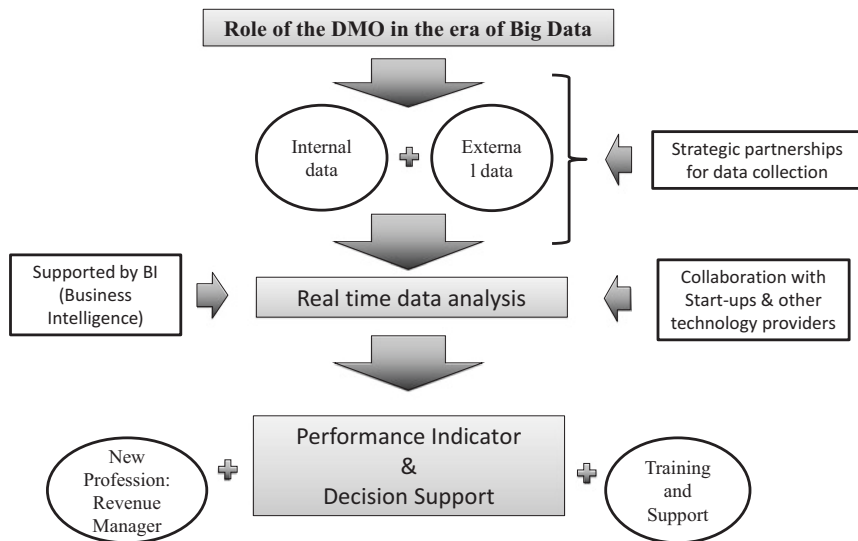 Role of the DMO in the era of Big Data
Internal
data
+
Externa
l data
Strategic partnerships
for data collection
Supported by BI
(Business
Intelligence)
Real time data analysis
Collaboration with
Start-ups & other
technology providers
Performance Indicator
&
Decision Support
New
Profession:
Revenue
Manager
+
+
Training
and
Support